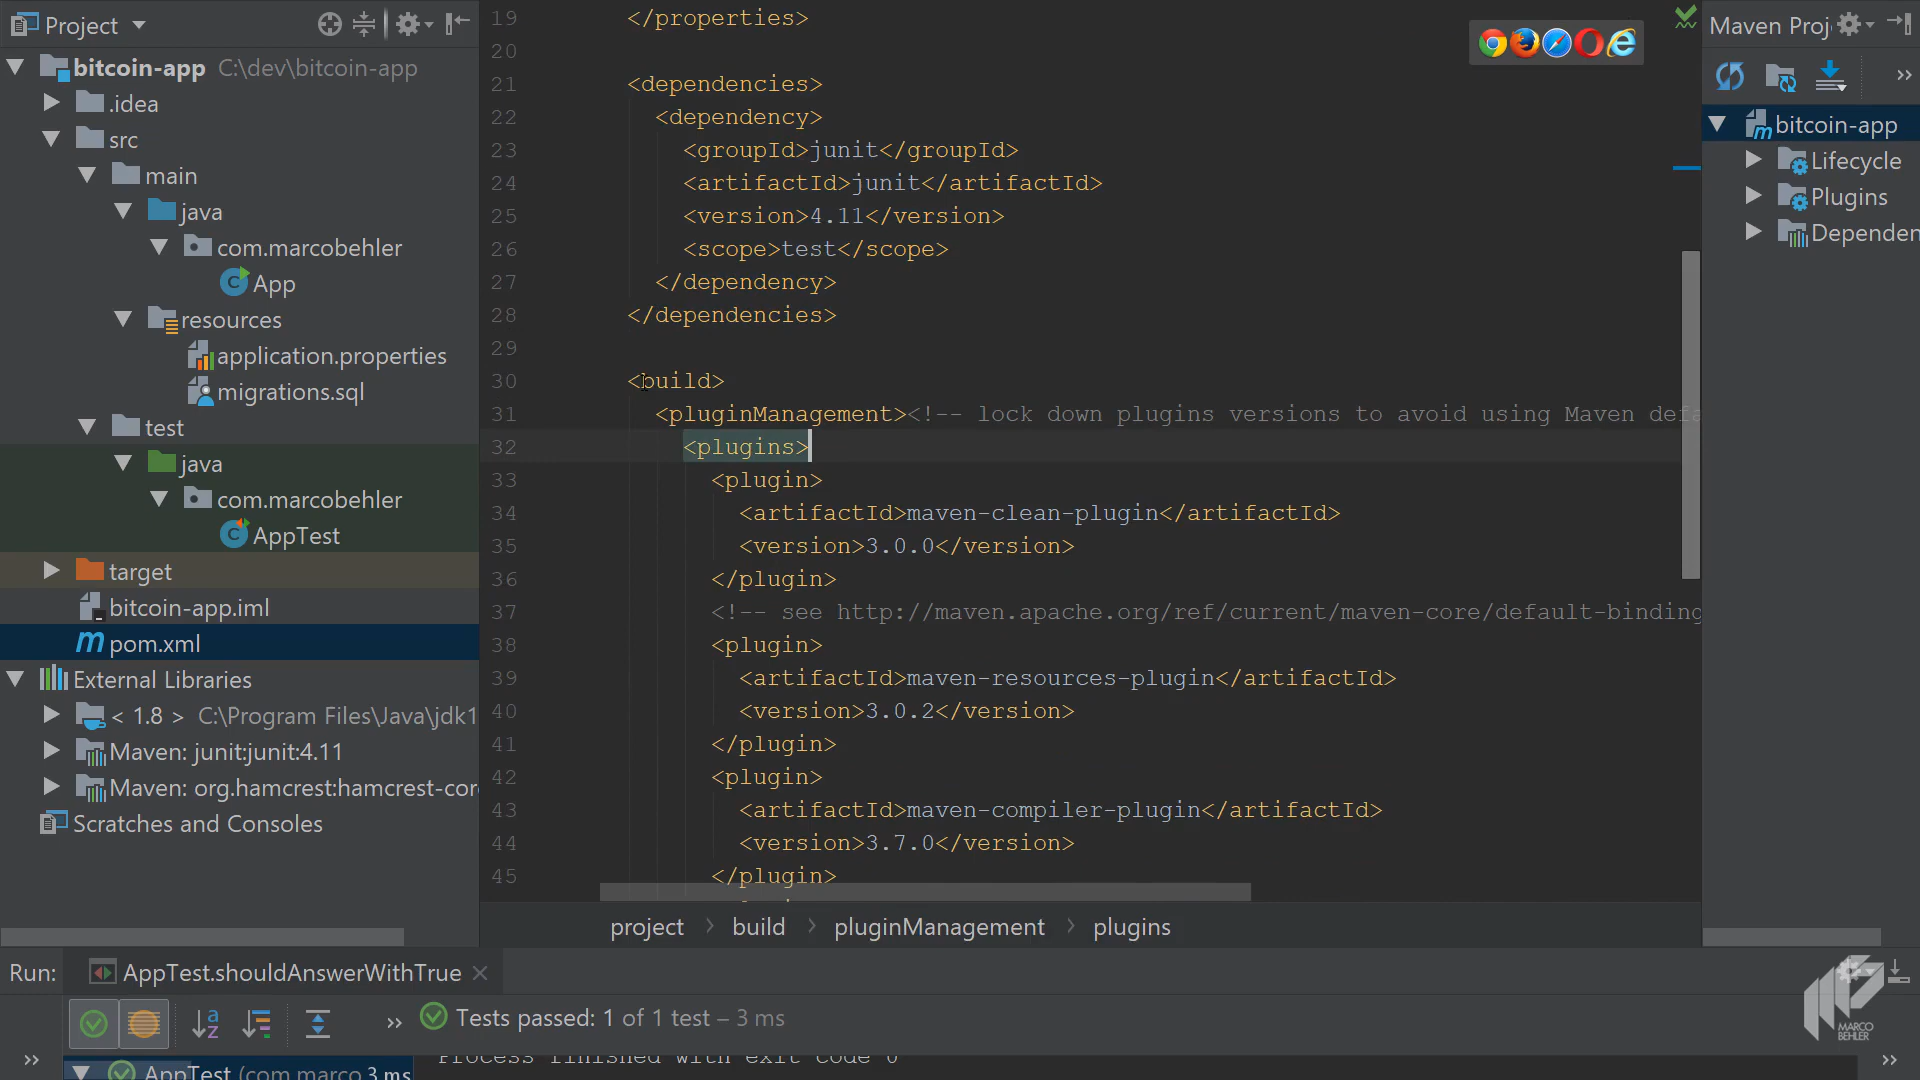 Project
bitcoin-app C:\dev\bitcoin-app
.idea
src
main
java
com.marcobehler
App
resources
application.properties
migrations.sql
test
java
com.marcobehler
AppTest
target
bitcoin-app.iml
pom.xml
External Libraries
< 1.8 > C:\Program Files\Java\jdk1
Maven: junit:junit:4.11
Maven: org.hamcrest:hamcrest-cor
Scratches and Consoles
19 </properties>
20
21 <dependencies>
22 <dependency>
23 <groupId>junit</groupId>
24 <artifactId>junit</artifactId>
25 <version>4.11</version>
26 <scope>test</scope>
27 </dependency>
28 </dependencies>
29
30 <build>
31 <pluginManagement><!-- lock down plugins versions to avoid using Maven defa
32 <plugins>
33 <plugin>
34 <artifactId>maven-clean-plugin</artifactId>
35 <version>3.0.0</version>
36 </plugin>
37 <!-- see http://maven.apache.org/ref/current/maven-core/default-binding
38 <plugin>
39 <artifactId>maven-resources-plugin</artifactId>
40 <version>3.0.2</version>
41 </plugin>
42 <plugin>
43 <artifactId>maven-compiler-plugin</artifactId>
44 <version>3.7.0</version>
45 </plugin>
project > build > pluginManagement > plugins
Maven Proj
bitcoin-app
Lifecycle
Plugins
Dependen
Run: AppTest.shouldAnswerWithTrue
Tests passed: 1 of 1 test – 3 ms
AppTest (com.marco 3 ms
Process finished with exit code 0
MARCO
BEHLER